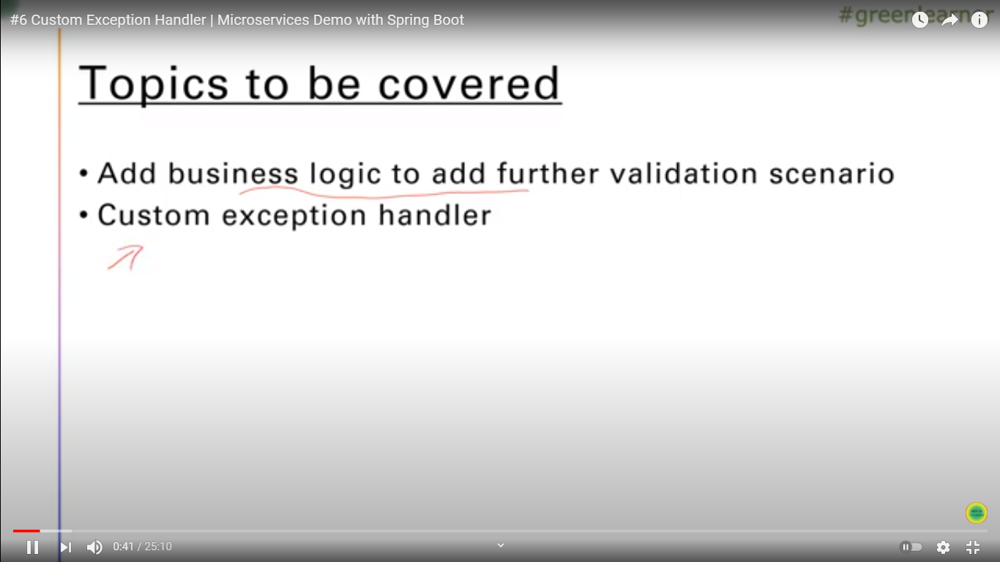 #6 Custom Exception Handler | Microservices Demo with Spring Boot
#greenlearner
Topics to be covered
• Add business logic to add further validation scenario
• Custom exception handler
0:41 / 25:10